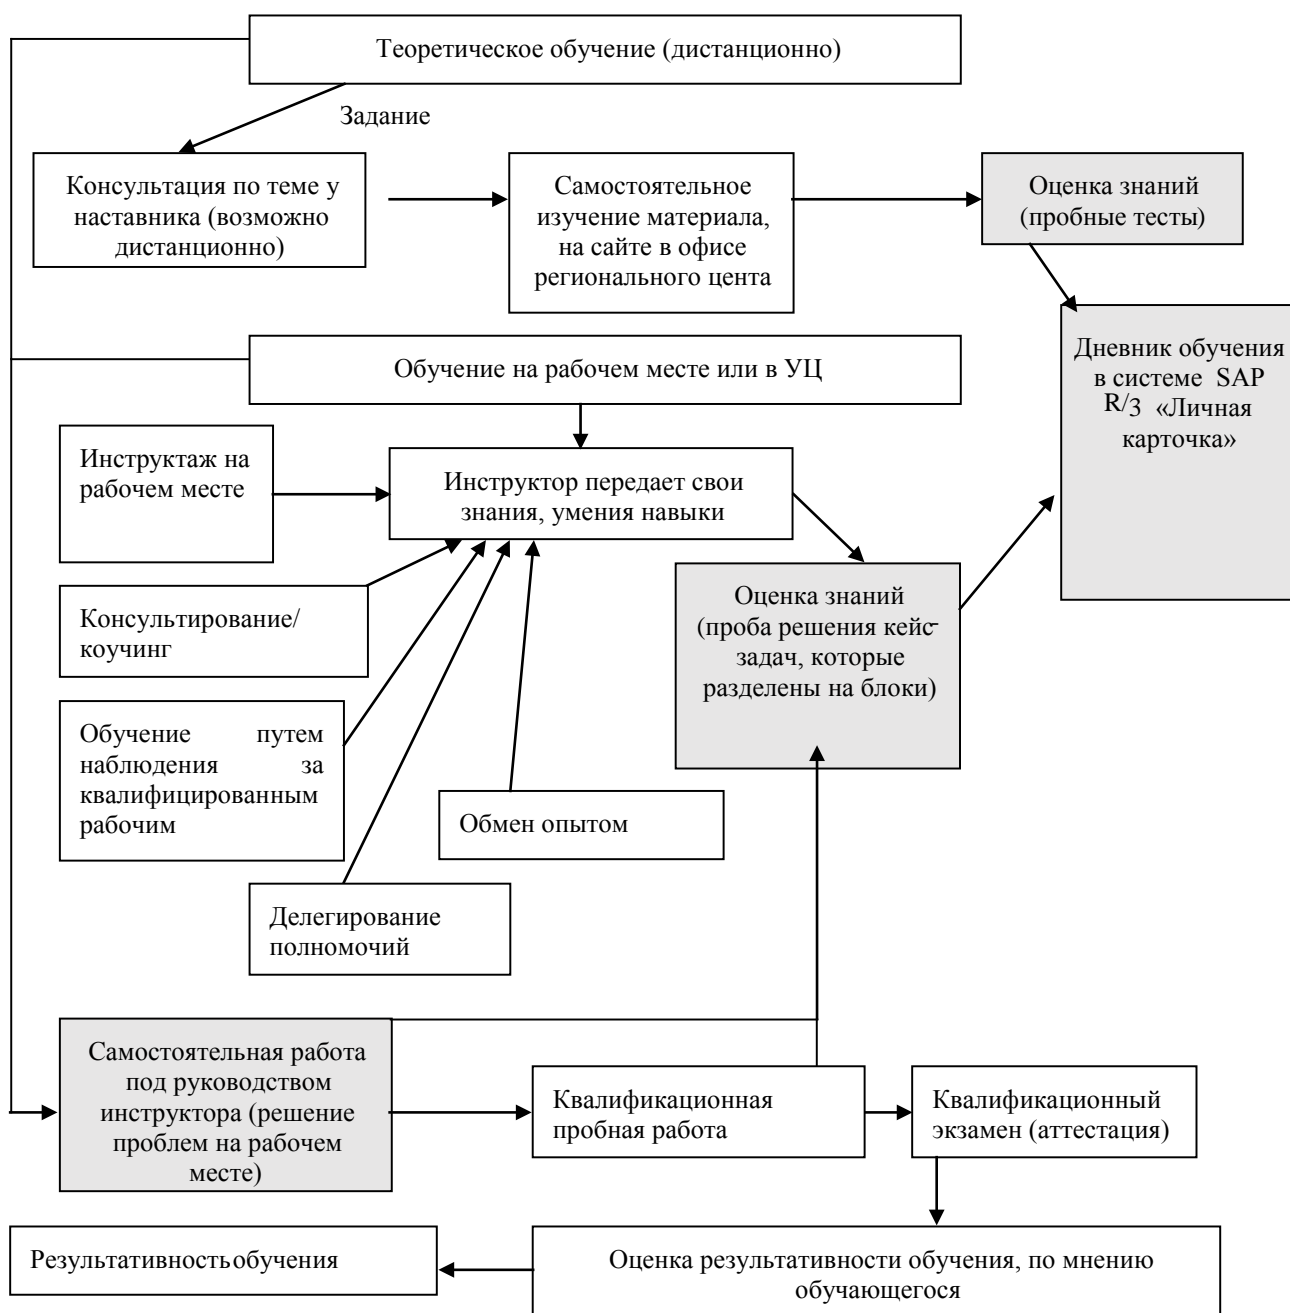 Теоретическое обучение (дистанционно)
Задание
Консультация по теме у
наставника (возможно
дистанционно)
Самостоятельное
изучение материала,
на сайте в офисе
регионального цента
Оценка знаний
(пробные тесты)
Дневник обучения
в системе SAP
R/3 «Личная
карточка»
Обучение на рабочем месте или в УЦ
Инструктаж на
рабочем месте
Инструктор передает свои
знания, умения навыки
Консультирование/
коучинг
Оценка знаний
(проба решения кейс-
задач, которые
разделены на блоки)
Обучение путем
наблюдения за
квалифицированным
рабочим
Обмен опытом
Делегирование
полномочий
Самостоятельная работа
под руководством
инструктора (решение
проблем на рабочем
месте)
Квалификационная
пробная работа
Квалификационный
экзамен (аттестация)
Результативность обучения
Оценка результативности обучения, по мнению
обучающегося